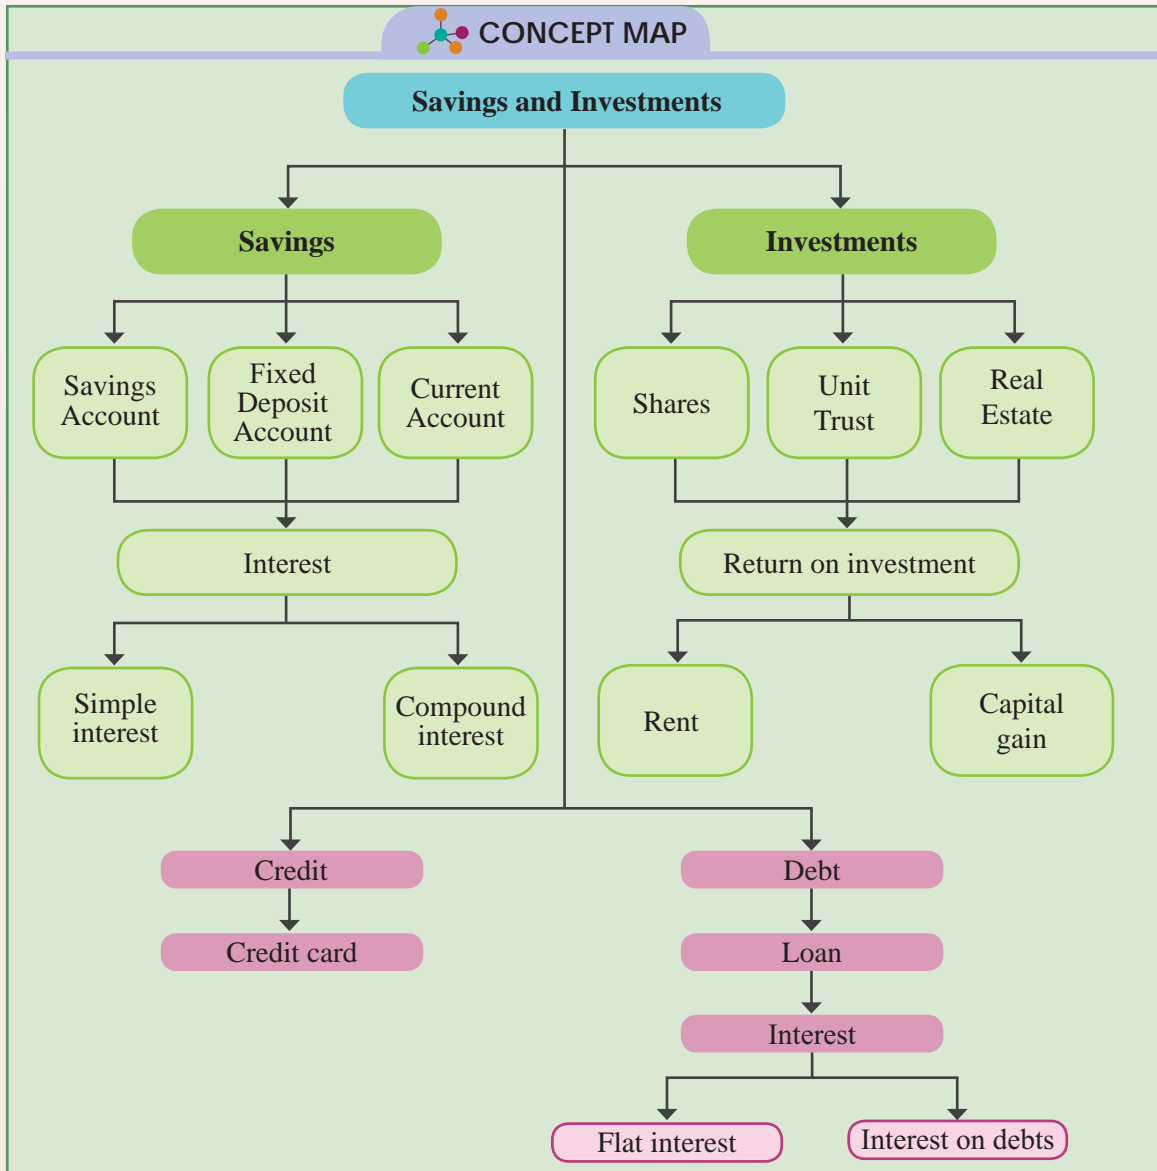 CONCEPT MAP
Savings and Investments
Savings
Investments
Savings
Account
Fixed
Deposit
Account
Current
Account
Shares
Unit
Trust
Real
Estate
Interest
Return on investment
Simple
interest
Compound
interest
Rent
Capital
gain
Credit
Debt
Credit card
Loan
Interest
Flat interest
Interest on debts